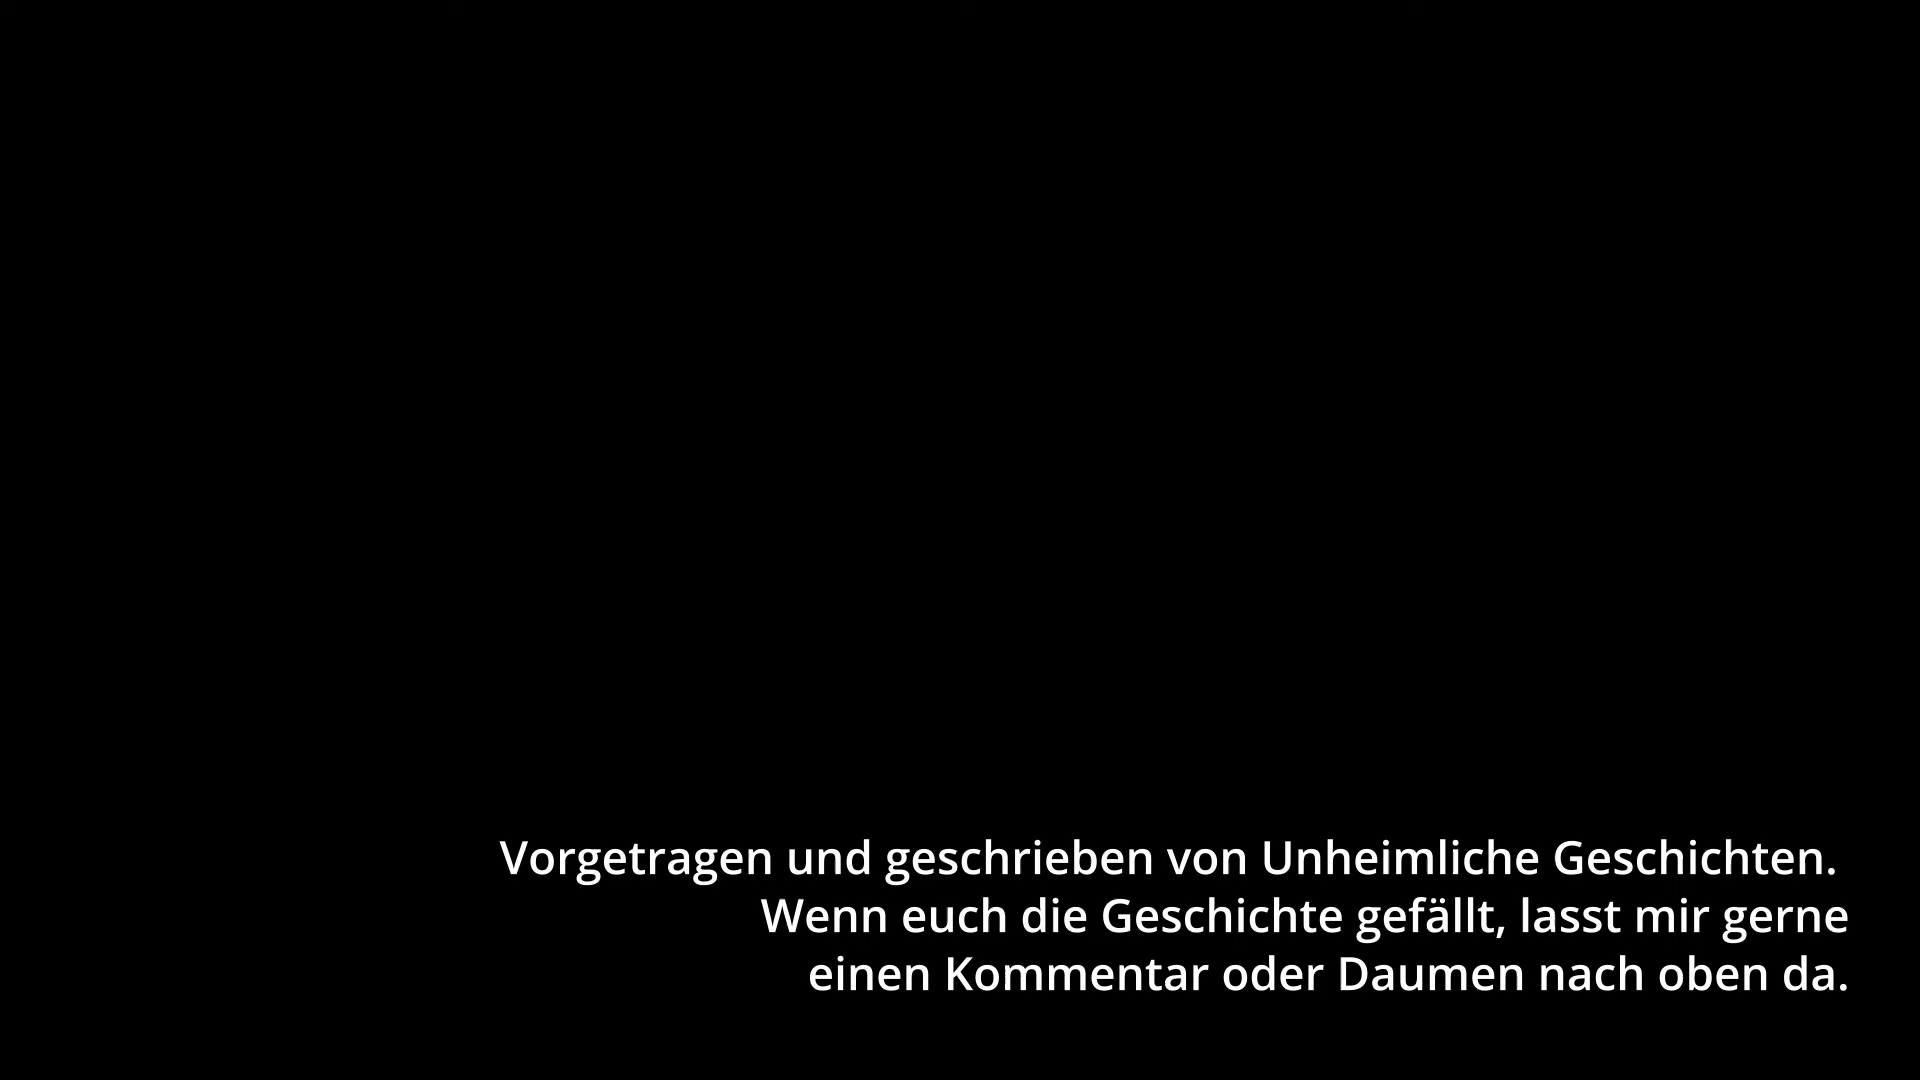 Vorgetragen und geschrieben von Unheimliche Geschichten.
Wenn euch die Geschichte gefällt, lasst mir gerne
einen Kommentar oder Daumen nach oben da.